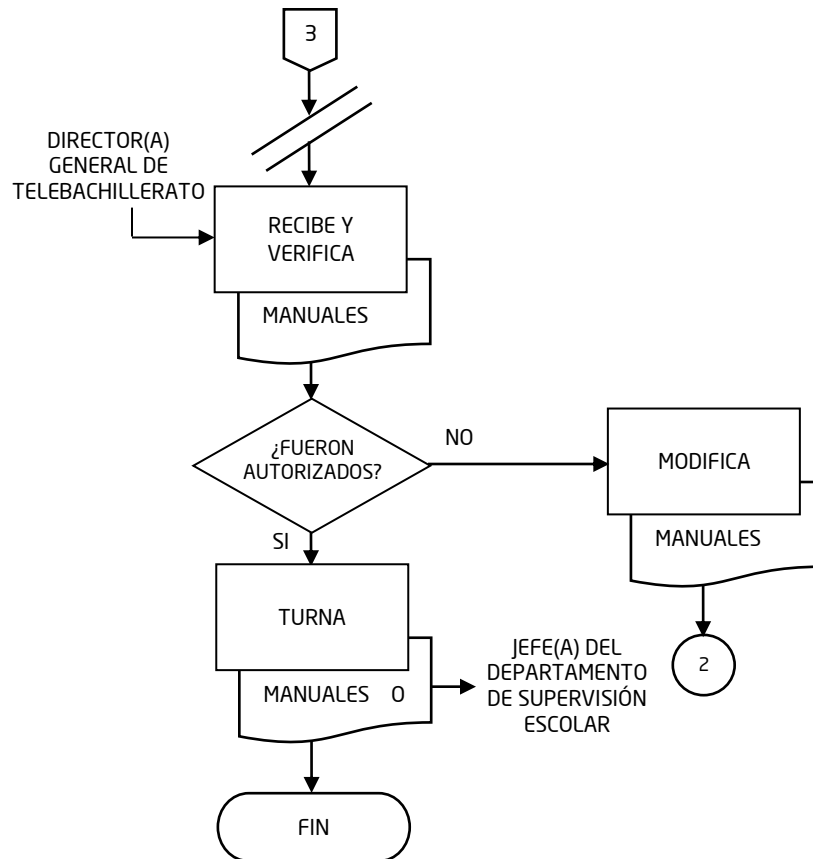 3
DIRECTOR(A)
GENERAL DE
TELEBACHILLERATO
RECIBE Y
VERIFICA
MANUALES
¿FUERON
AUTORIZADOS?
NO
MODIFICA
MANUALES
2
SI
TURNA
MANUALES O
JEFE(A) DEL
DEPARTAMENTO
DE SUPERVISIÓN
ESCOLAR
FIN